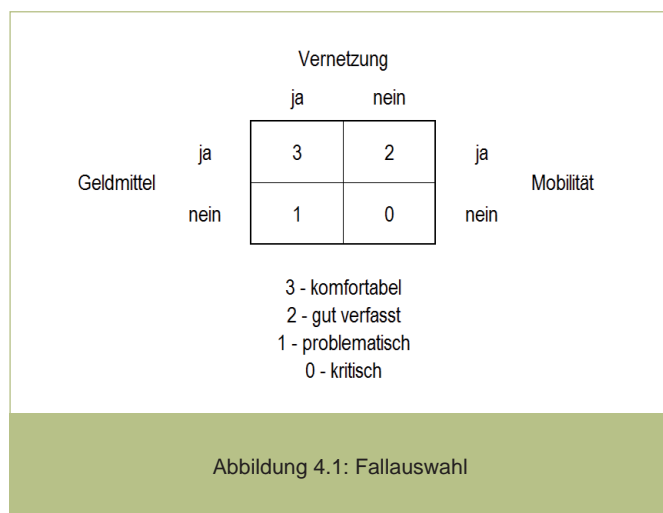 Vernetzung
ja nein
ja 3 2 ja
Geldmittel Mobilität
nein 1 0 nein
3 - komfortabel
2 - gut verfasst
1 - problematisch
0 - kritisch
Abbildung 4.1: Fallauswahl